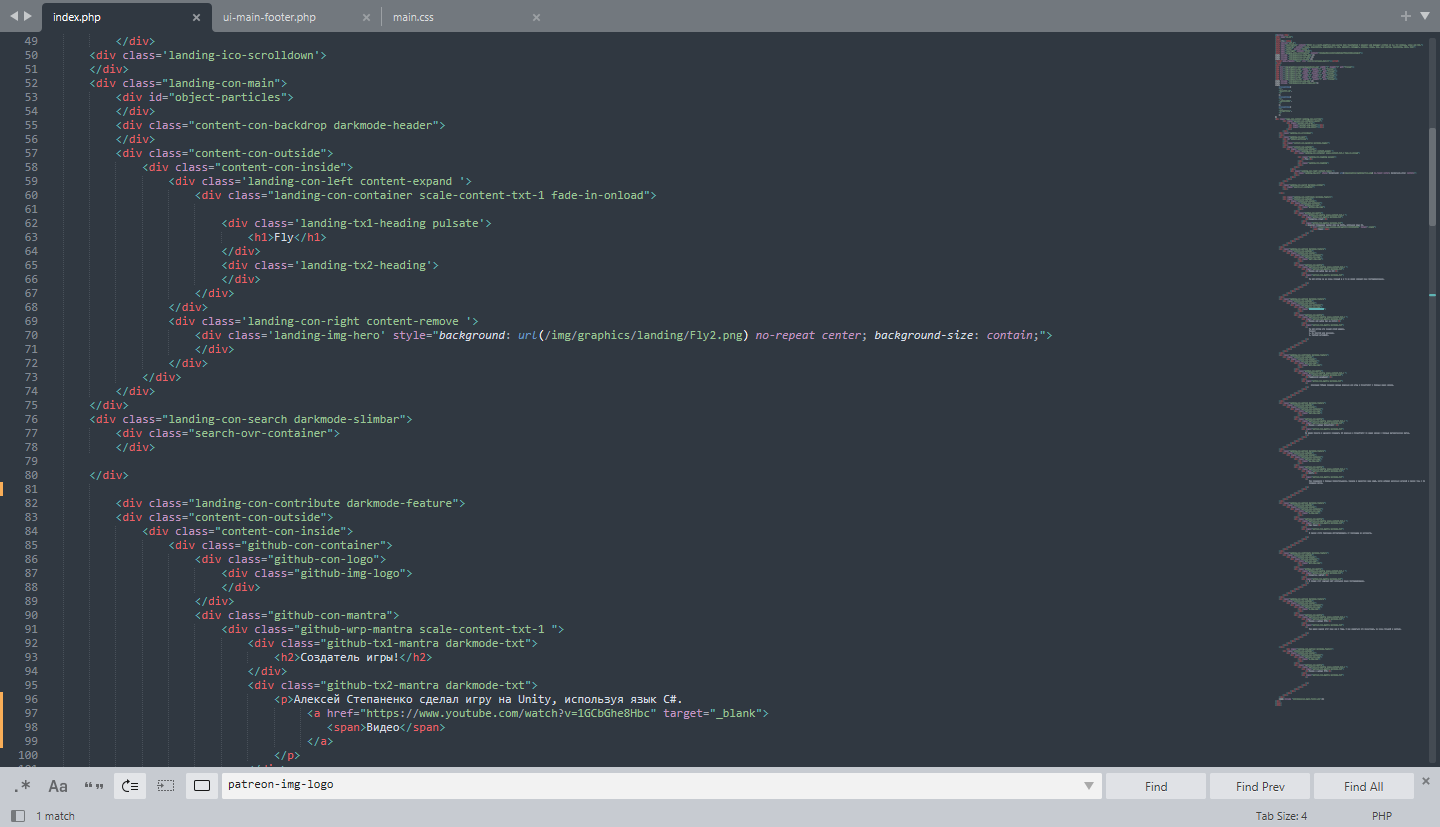 index.php × ui-main-footer.php × main.css ×
49 </div>
50 <div class='landing-ico-scrolldown'>
51 </div>
52 <div class="landing-con-main">
53 <div id="object-particles">
54 </div>
55 <div class="content-con-backdrop darkmode-header">
56 </div>
57 <div class="content-con-outside">
58 <div class="content-con-inside">
59 <div class='landing-con-left content-expand '>
60 <div class="landing-con-container scale-content-txt-1 fade-in-onload">
61
62 <div class='landing-tx1-heading pulsate'>
63 <h1>Fly</h1>
64 </div>
65 <div class='landing-tx2-heading'>
66 </div>
67 </div>
68 </div>
69 <div class='landing-con-right content-remove '>
70 <div class='landing-img-hero' style="background: url(/img/graphics/landing/Fly2.png) no-repeat center; background-size: contain;">
71 </div>
72 </div>
73 </div>
74 </div>
75 </div>
76 <div class="landing-con-search darkmode-slimbar">
77 <div class="search-ovr-container">
78 </div>
79
80 </div>
81
82 <div class="landing-con-contribute darkmode-feature">
83 <div class="content-con-outside">
84 <div class="content-con-inside">
85 <div class="github-con-container">
86 <div class="github-con-logo">
87 <div class="github-img-logo">
88 </div>
89 </div>
90 <div class="github-con-mantra">
91 <div class="github-wrp-mantra scale-content-txt-1 ">
92 <div class="github-tx1-mantra darkmode-txt">
93 <h2>Создатель игры!</h2>
94 </div>
95 <div class="github-tx2-mantra darkmode-txt">
96 <p>Алексей Степаненко сделал игру на Unity, используя язык C#.
97 <a href="https://www.youtube.com/watch?v=1GCbGhe8Hbc" target="_blank">
98 <span>Видео</span>
99 </a>
100 </p>
.* Aa “” patreon-img-logo Find Find Prev Find All ×
1 match Tab Size: 4 PHP